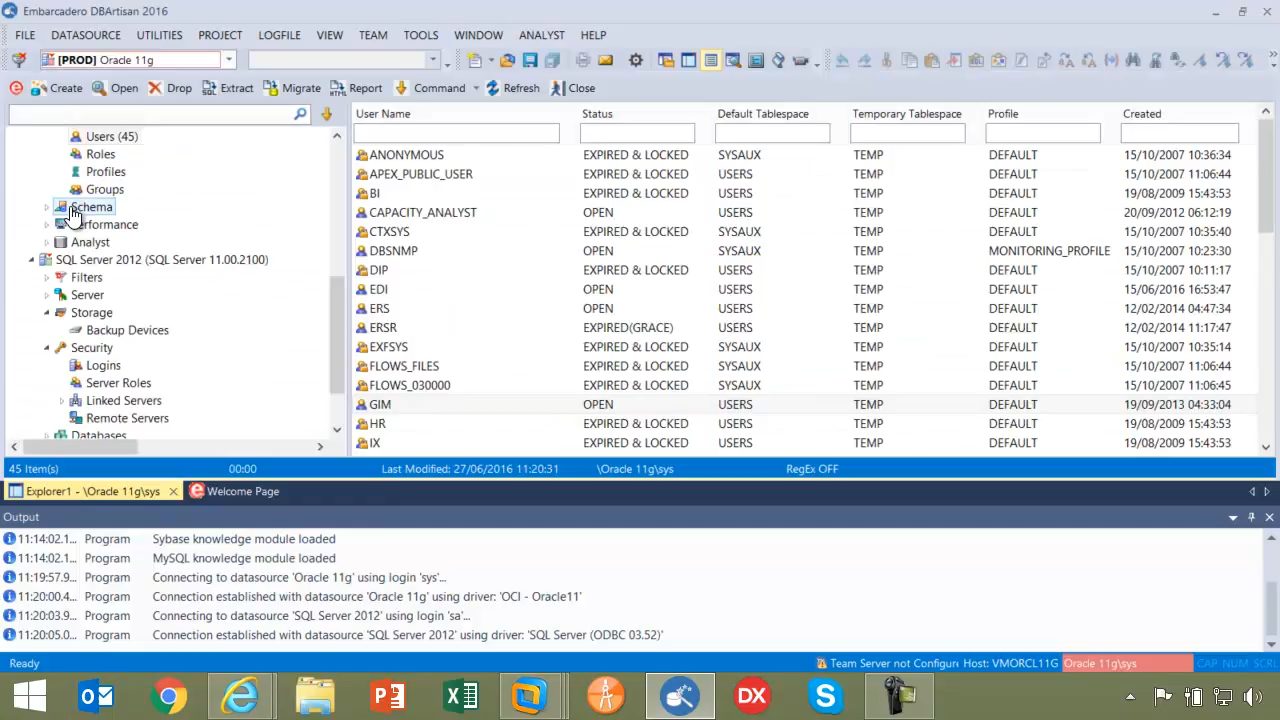 Embarcadero DBArtisan 2016
FILE DATASOURCE UTILITIES PROJECT LOGFILE VIEW TEAM TOOLS WINDOW ANALYST HELP
[PROD] Oracle 11g
Create Open Drop Extract Migrate Report Command Refresh Close
Users (45)
Roles
Profiles
Groups
Schema
Performance
Analyst
SQL Server 2012 (SQL Server 11.00.2100)
Filters
Server
Storage
Backup Devices
Security
Logins
Server Roles
Linked Servers
Remote Servers
Databases
User Name Status Default Tablespace Temporary Tablespace Profile Created
ANONYMOUS EXPIRED & LOCKED SYSAUX TEMP DEFAULT 15/10/2007 10:36:34
APEX_PUBLIC_USER EXPIRED & LOCKED USERS TEMP DEFAULT 15/10/2007 11:06:44
BI EXPIRED & LOCKED USERS TEMP DEFAULT 19/08/2009 15:43:53
CAPACITY_ANALYST OPEN USERS TEMP DEFAULT 20/09/2012 06:12:19
CTXSYS EXPIRED & LOCKED SYSAUX TEMP DEFAULT 15/10/2007 10:35:40
DBSNMP OPEN SYSAUX TEMP MONITORING_PROFILE 15/10/2007 10:23:30
DIP EXPIRED & LOCKED USERS TEMP DEFAULT 15/10/2007 10:11:17
EDI OPEN USERS TEMP DEFAULT 15/06/2016 16:53:47
ERS OPEN USERS TEMP DEFAULT 12/02/2014 04:47:34
ERSR EXPIRED(GRACE) USERS TEMP DEFAULT 12/02/2014 11:17:47
EXFSYS EXPIRED & LOCKED SYSAUX TEMP DEFAULT 15/10/2007 10:35:14
FLOWS_FILES EXPIRED & LOCKED SYSAUX TEMP DEFAULT 15/10/2007 11:06:44
FLOWS_030000 EXPIRED & LOCKED SYSAUX TEMP DEFAULT 15/10/2007 11:06:45
GIM OPEN USERS TEMP DEFAULT 19/09/2013 04:33:04
HR EXPIRED & LOCKED USERS TEMP DEFAULT 19/08/2009 15:43:53
IX EXPIRED & LOCKED USERS TEMP DEFAULT 19/08/2009 15:43:53
45 Item(s) 00:00 Last Modified: 27/06/2016 11:20:31 \Oracle 11g\sys RegEx OFF
Explorer1 - \Oracle 11g\sys Welcome Page
Output
11:14:02.1... Program Sybase knowledge module loaded
11:14:02.1... Program MySQL knowledge module loaded
11:19:57.9... Program Connecting to datasource 'Oracle 11g' using login 'sys'...
11:20:00.4... Program Connection established with datasource 'Oracle 11g' using driver: 'OCI - Oracle11'
11:20:03.9... Program Connecting to datasource 'SQL Server 2012' using login 'sa'...
11:20:05.0... Program Connection established with datasource 'SQL Server 2012' using driver: 'SQL Server (ODBC 03.52)'
Ready Team Server not Configure Host: VMORCL11G Oracle 11g\sys CAP NUM SCRL
DX